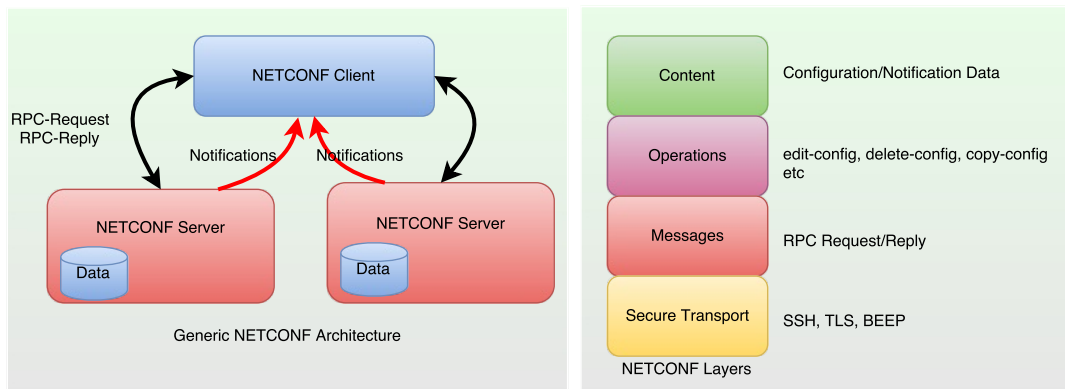 NETCONF Client
RPC-Request
RPC-Reply
Notifications
Notifications
NETCONF Server
Data
NETCONF Server
Data
Generic NETCONF Architecture
Content
Configuration/Notification Data
Operations
edit-config, delete-config, copy-config
etc
Messages
RPC Request/Reply
Secure Transport
SSH, TLS, BEEP
NETCONF Layers